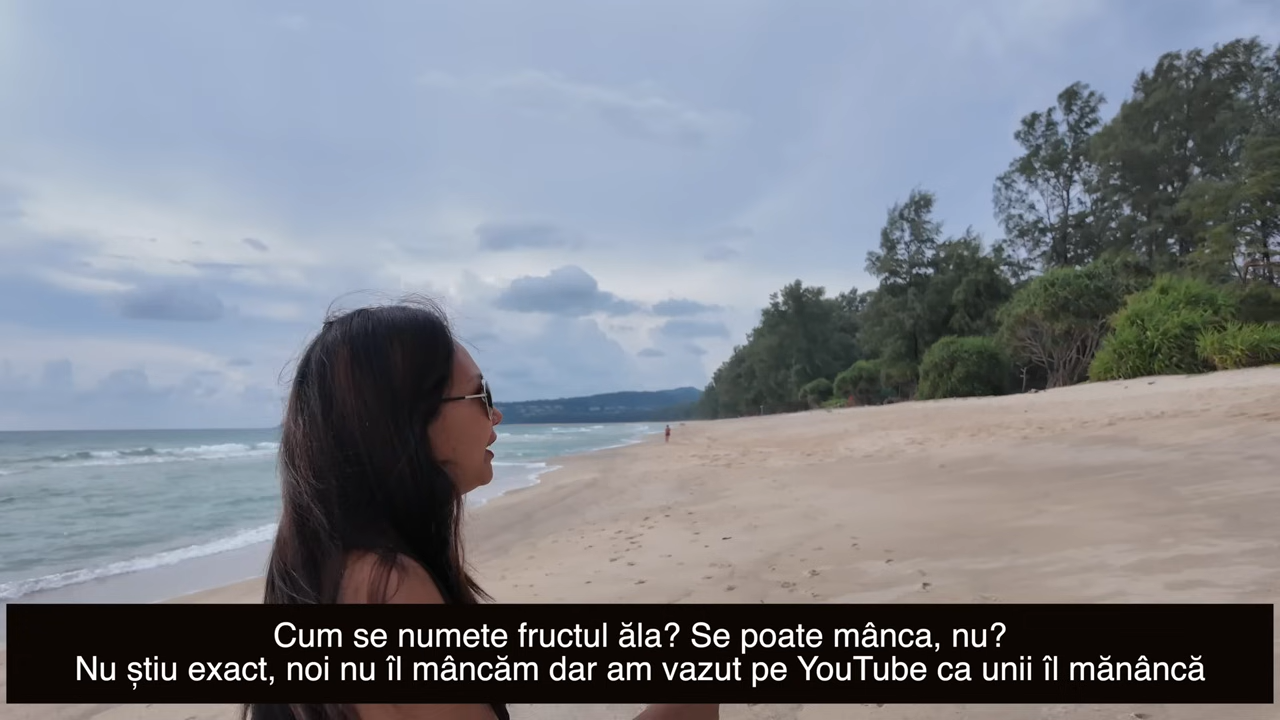 Cum se numete fructul ăla? Se poate mânca, nu?
Nu știu exact, noi nu îl mâncăm dar am vazut pe YouTube ca unii îl mănâncă